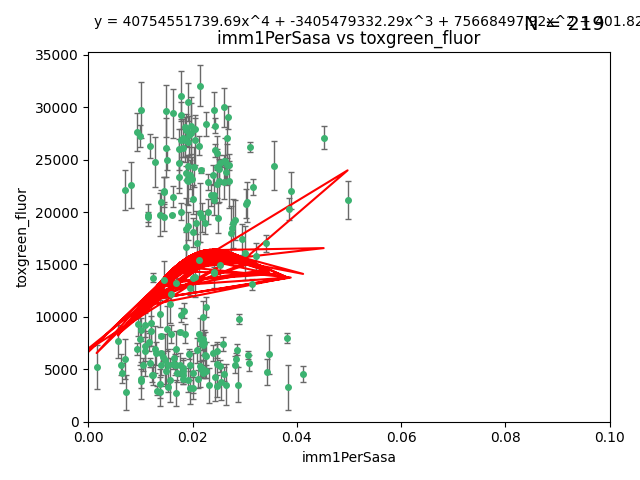 y = 40754551739.69x^4 + -3405479332.29x^3 +
N = 219
imm1PerSasa vs toxgreen_fluor
35000
30000
25000
20000
15000
10000
5000
0
toxgreen_fluor
0.00 0.02 0.04 0.06 0.08 0.10
imm1PerSasa